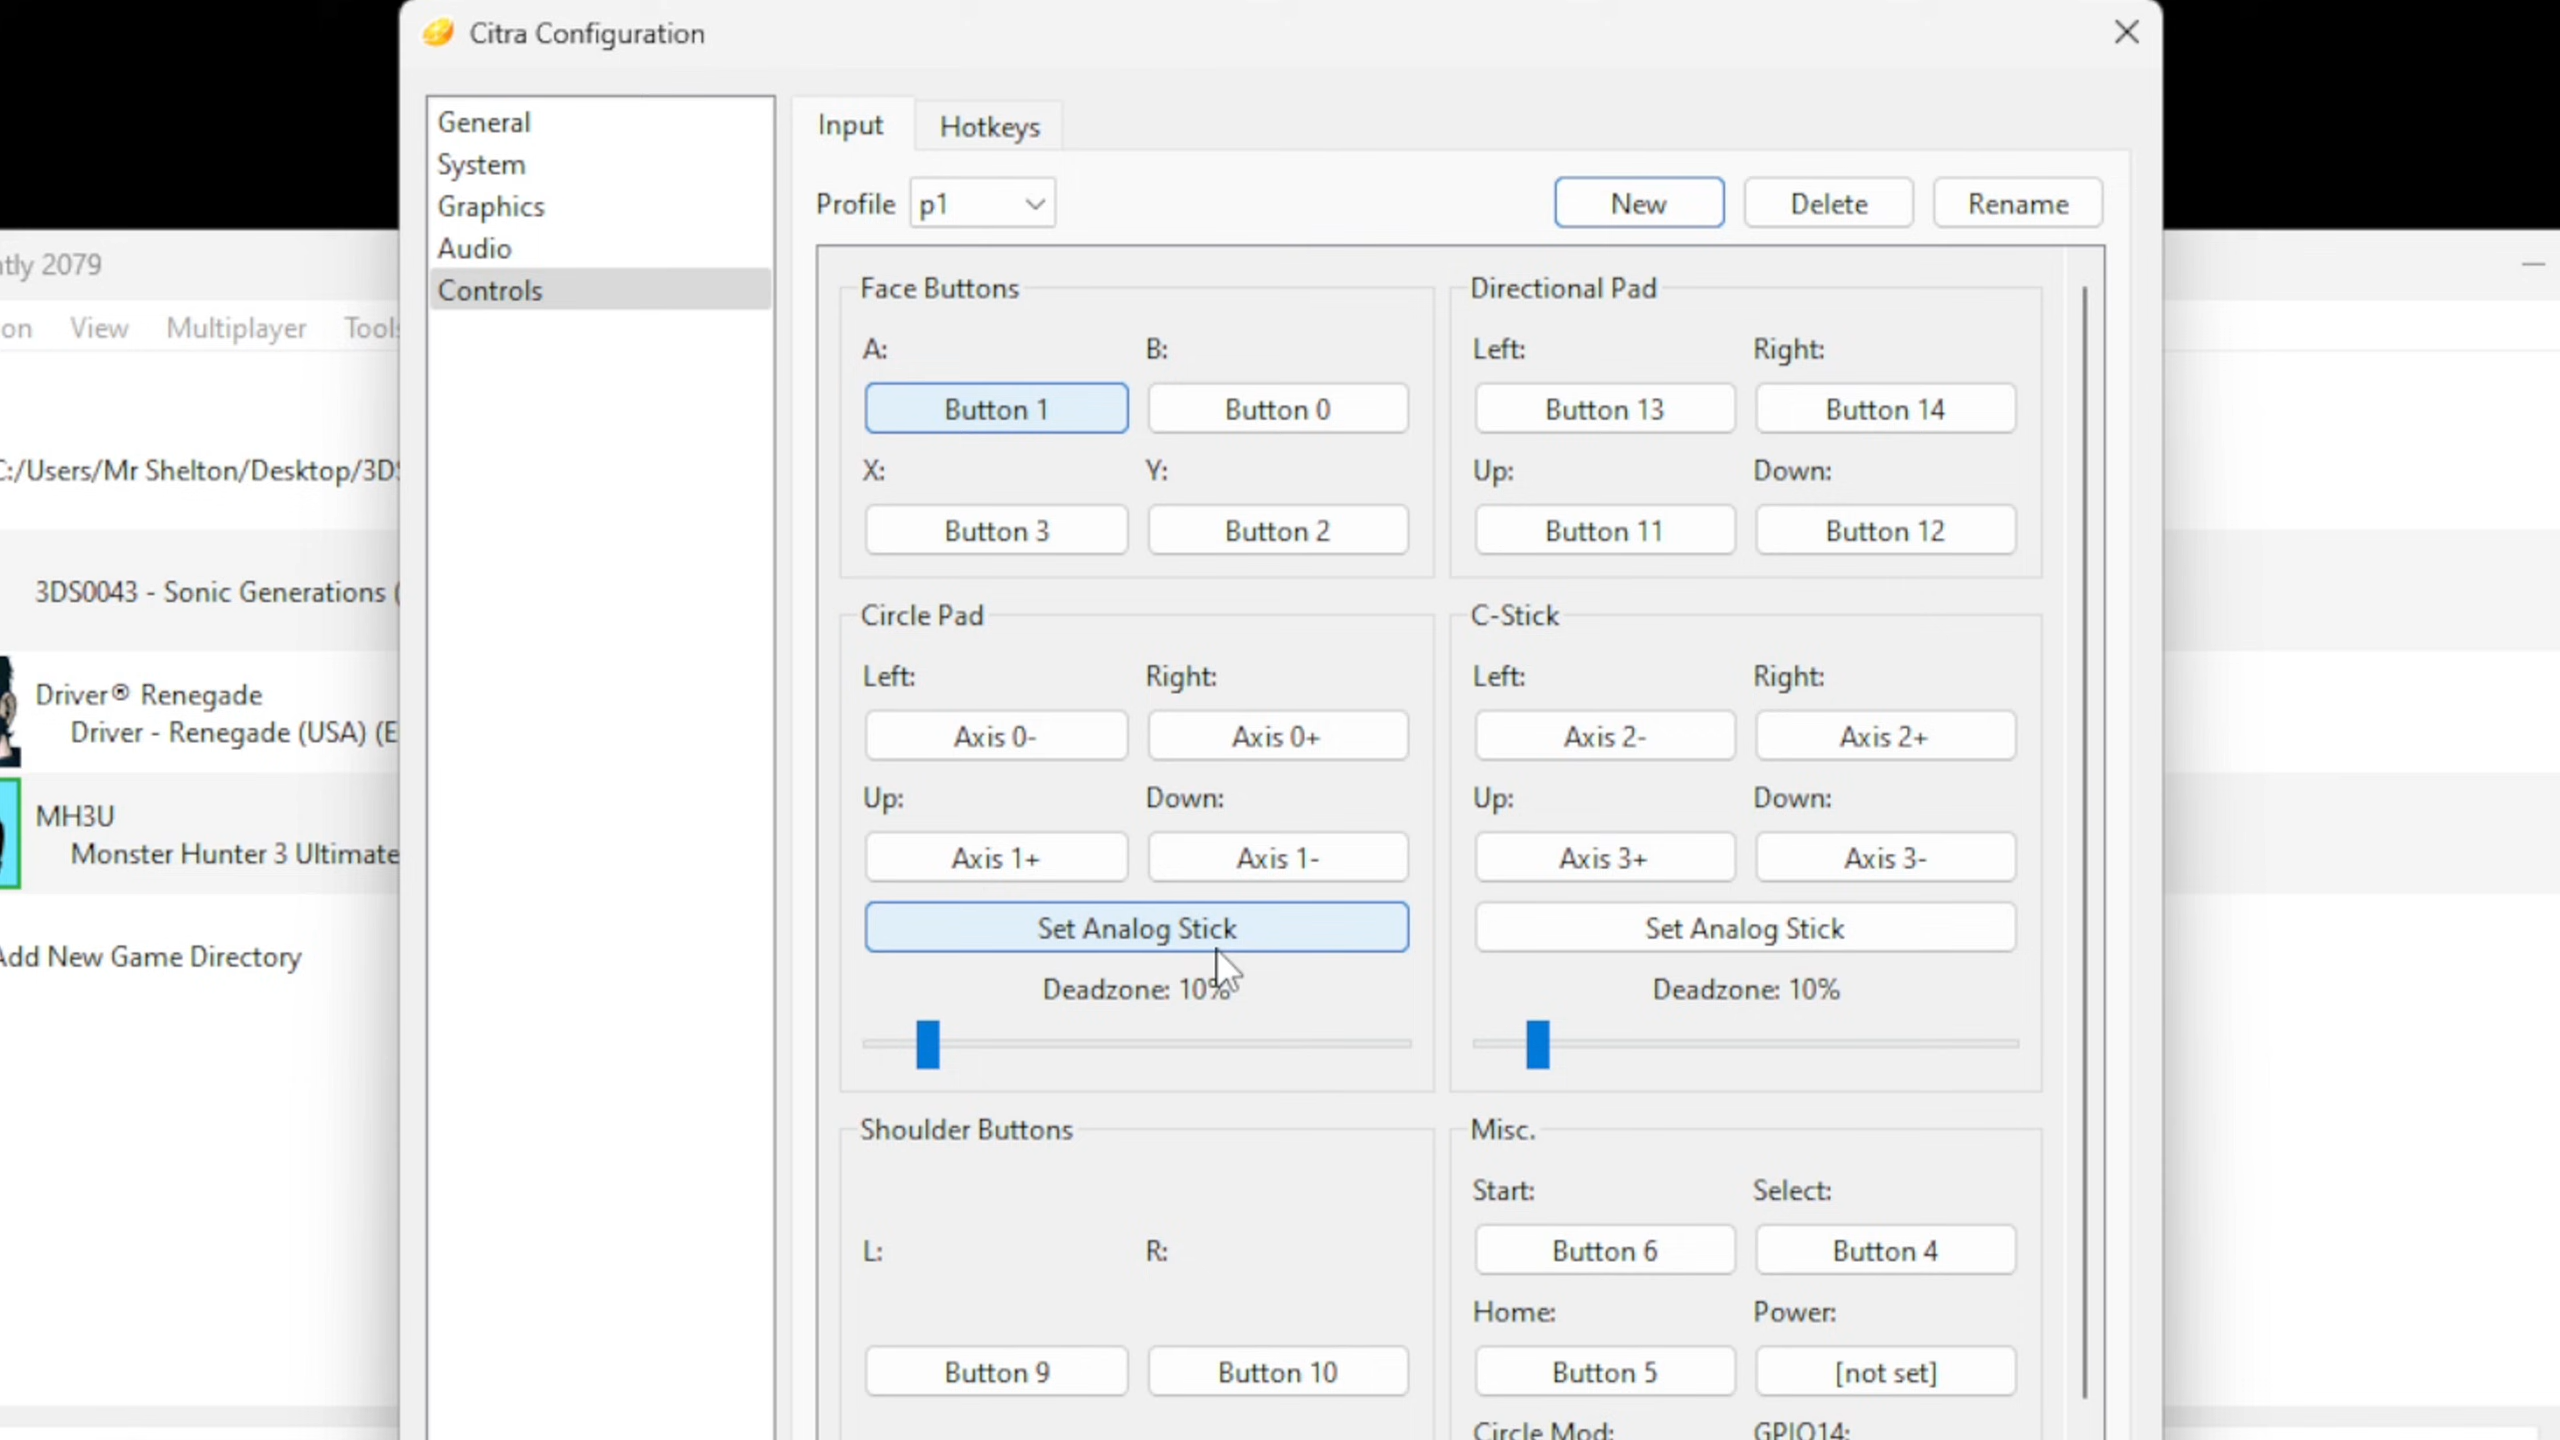 Citra Configuration
General
System
Graphics
Audio
Controls
Input
Hotkeys
Profile
p1
New
Delete
Rename
Face Buttons
A:
B:
Button 1
Button 0
X:
Y:
Button 3
Button 2
Directional Pad
Left:
Right:
Button 13
Button 14
Up:
Down:
Button 11
Button 12
Circle Pad
Left:
Right:
Axis 0-
Axis 0+
Up:
Down:
Axis 1+
Axis 1-
Set Analog Stick
Deadzone: 10%
C-Stick
Left:
Right:
Axis 2-
Axis 2+
Up:
Down:
Axis 3+
Axis 3-
Set Analog Stick
Deadzone: 10%
Shoulder Buttons
L:
R:
Button 9
Button 10
Misc.
Start:
Select:
Button 6
Button 4
Home:
Power:
Button 5
[not set]
Circle Mod:
GPIO14:
tly 2079
on
View
Multiplayer
Tools
C:/Users/Mr Shelton/Desktop/3DS
3DS0043 - Sonic Generations (
Driver® Renegade
Driver - Renegade (USA) (E
MH3U
Monster Hunter 3 Ultimate
Add New Game Directory